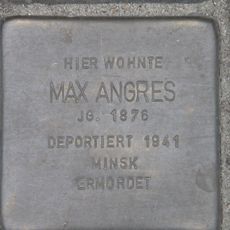 HIER WOHNTE
MAX ANGRES
JG. 1876
DEPORTIERT 1941
MINSK
ERMORDET